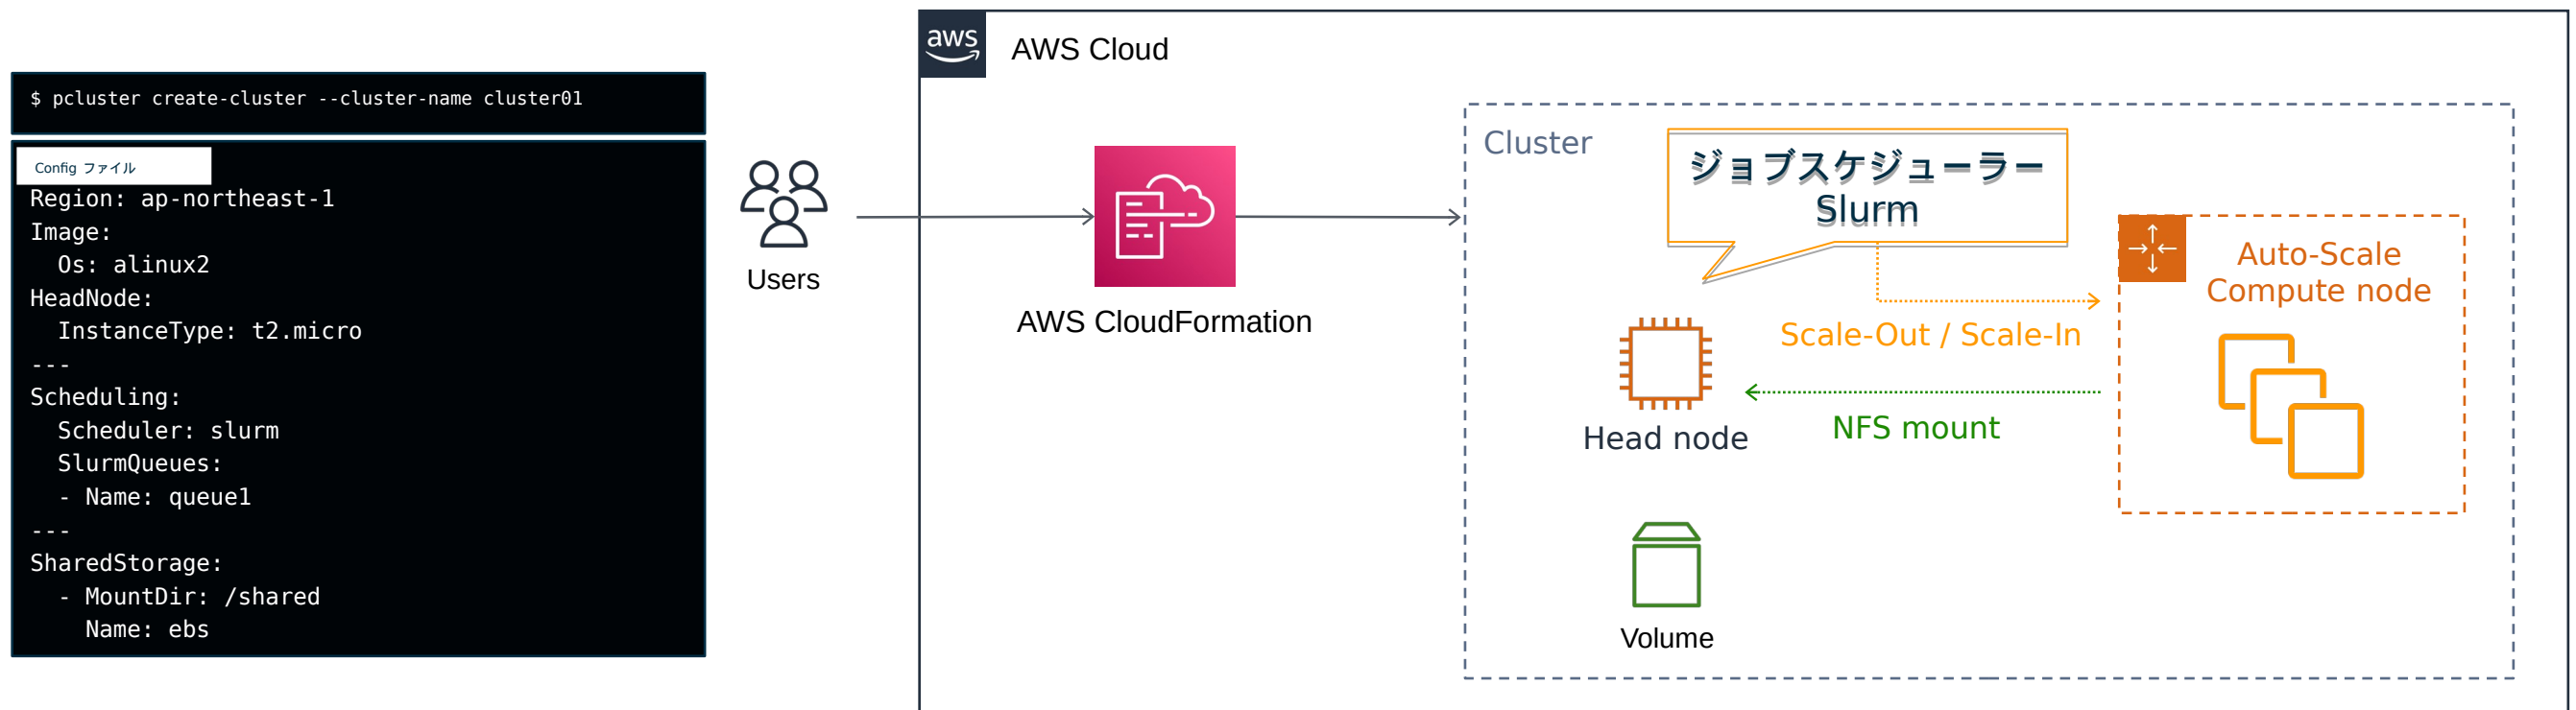 $ pcluster create-cluster --cluster-name cluster01
Config ファイル
Region: ap-northeast-1
Image:
  Os: alinux2
HeadNode:
  InstanceType: t2.micro
---
Scheduling:
  Scheduler: slurm
  SlurmQueues:
  - Name: queue1
---
SharedStorage:
  - MountDir: /shared
    Name: ebs
Users
aws
AWS Cloud
AWS CloudFormation
Cluster
ジョブスケジューラー
Slurm
Auto-Scale
Compute node
Scale-Out / Scale-In
NFS mount
Head node
Volume